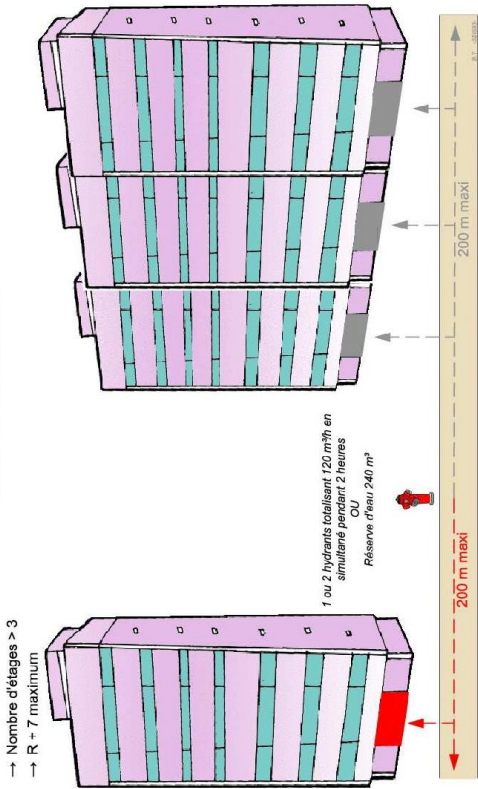 → Nombre d'étages > 3
→ R + 7 maximum
1 ou 2 hydrants totalisant 120 m³/h en
simultané pendant 2 heures
OU
Réserve d'eau 240 m³
200 m maxi
200 m maxi